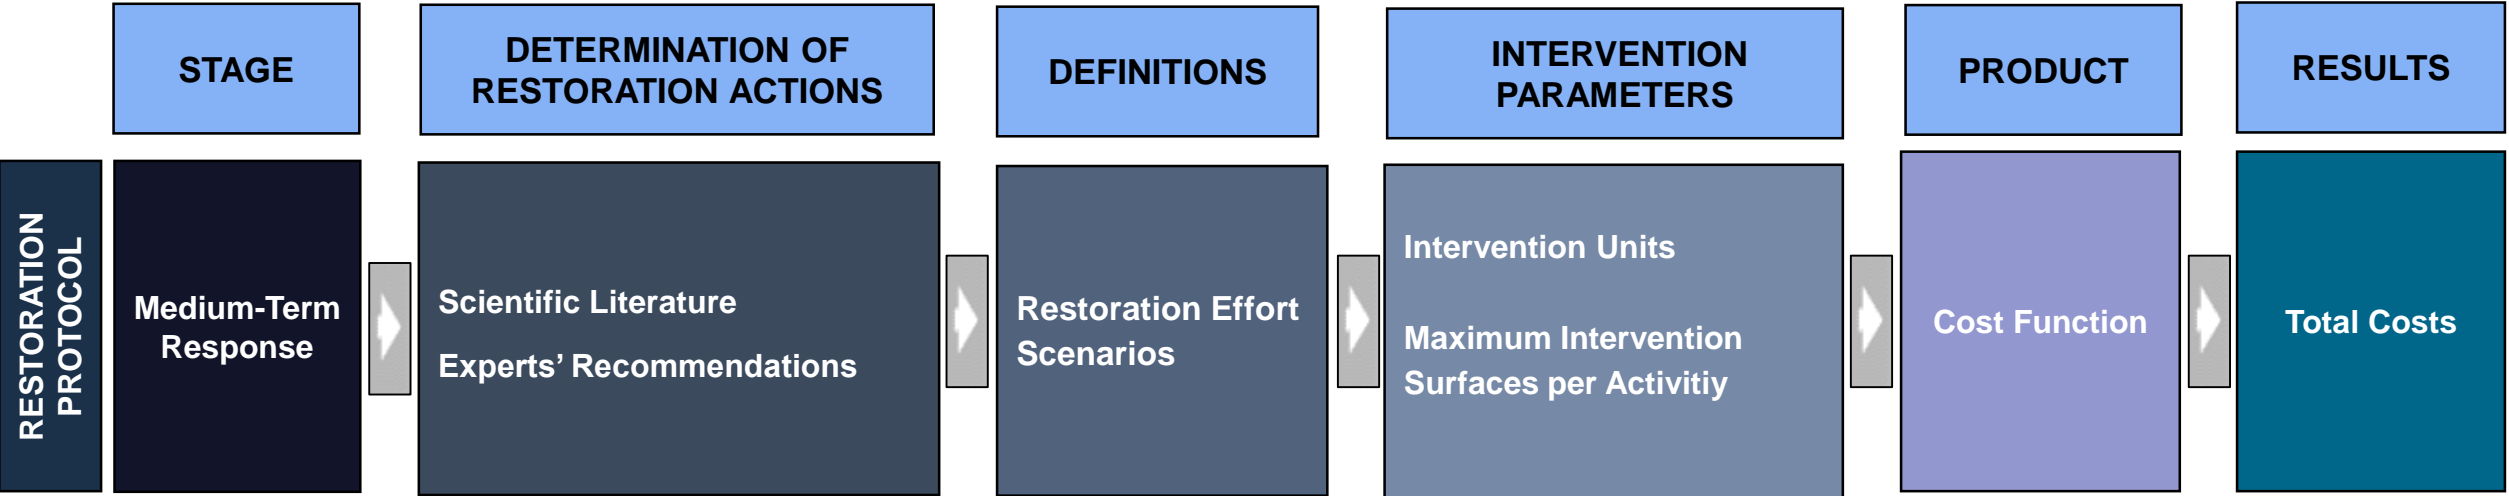 STAGE
DETERMINATION OF
RESTORATION ACTIONS
DEFINITIONS
INTERVENTION
PARAMETERS
PRODUCT
RESULTS
RESTORATION
PROTOCOL
Medium-Term
Response
Scientific Literature
Experts’ Recommendations
Restoration Effort
Scenarios
Intervention Units
Maximum Intervention
Surfaces per Activitiy
Cost Function
Total Costs